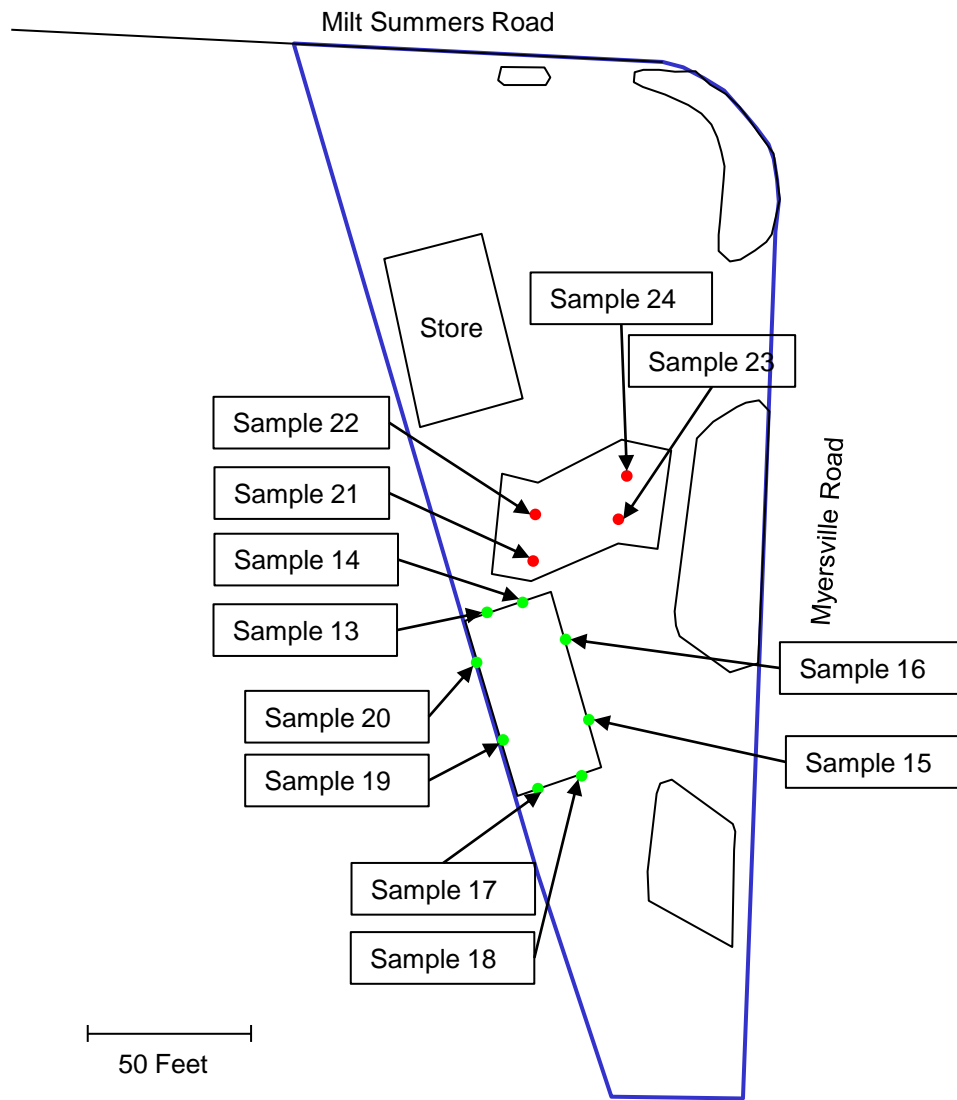 Milt Summers Road
Sample 24
Store
Sample 23
Sample 22
Sample 21
Sample 14
Myersville Road
Sample 13
Sample 16
Sample 20
Sample 15
Sample 19
Sample 17
Sample 18
50 Feet